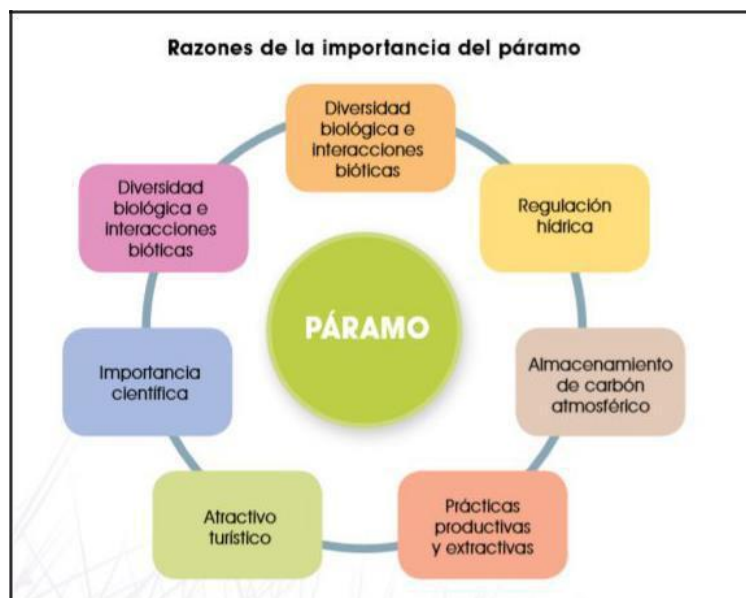 Razones de la importancia del páramo
Diversidad
biológica e
interacciones
bióticas
Regulación
hídrica
Almacenamiento
de carbón
atmosférico
Prácticas
productivas
y extractivas
Atractivo
turístico
Importancia
científica
Diversidad
biológica e
interacciones
bióticas
PÁRAMO